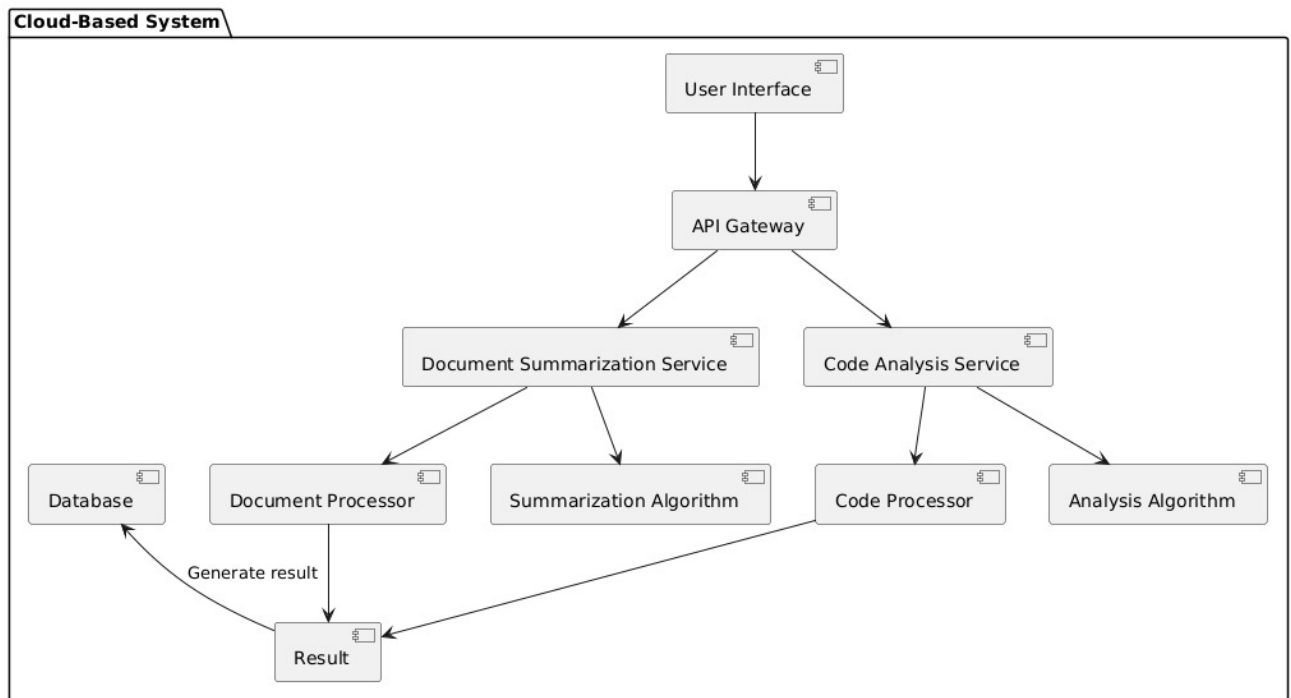 Cloud-Based System
User Interface
API Gateway
Document Summarization Service
Code Analysis Service
Database
Document Processor
Summarization Algorithm
Code Processor
Analysis Algorithm
Generate result
Result